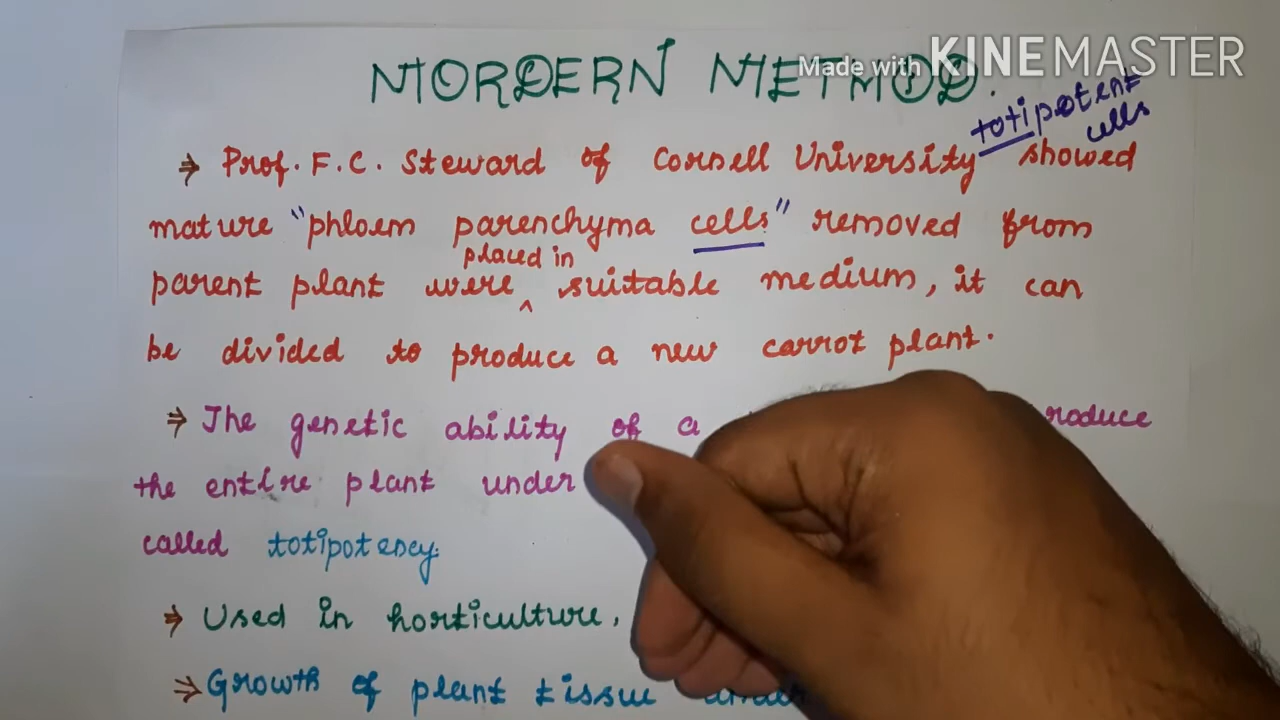 MORDERN METHOD.
Made with KINEMASTER
totipotent
cells
⇒ Prof. F.C. Steward of Cornell University showed
mature "phloem parenchyma cells" removed from
placed in
parent plant were ^ suitable medium, it can
be divided to produce a new carrot plant.
⇒ The genetic ability of a roduce
the entire plant under
called totipotency.
⇒ Used in horticulture,
⇒ Growth of plant tissue